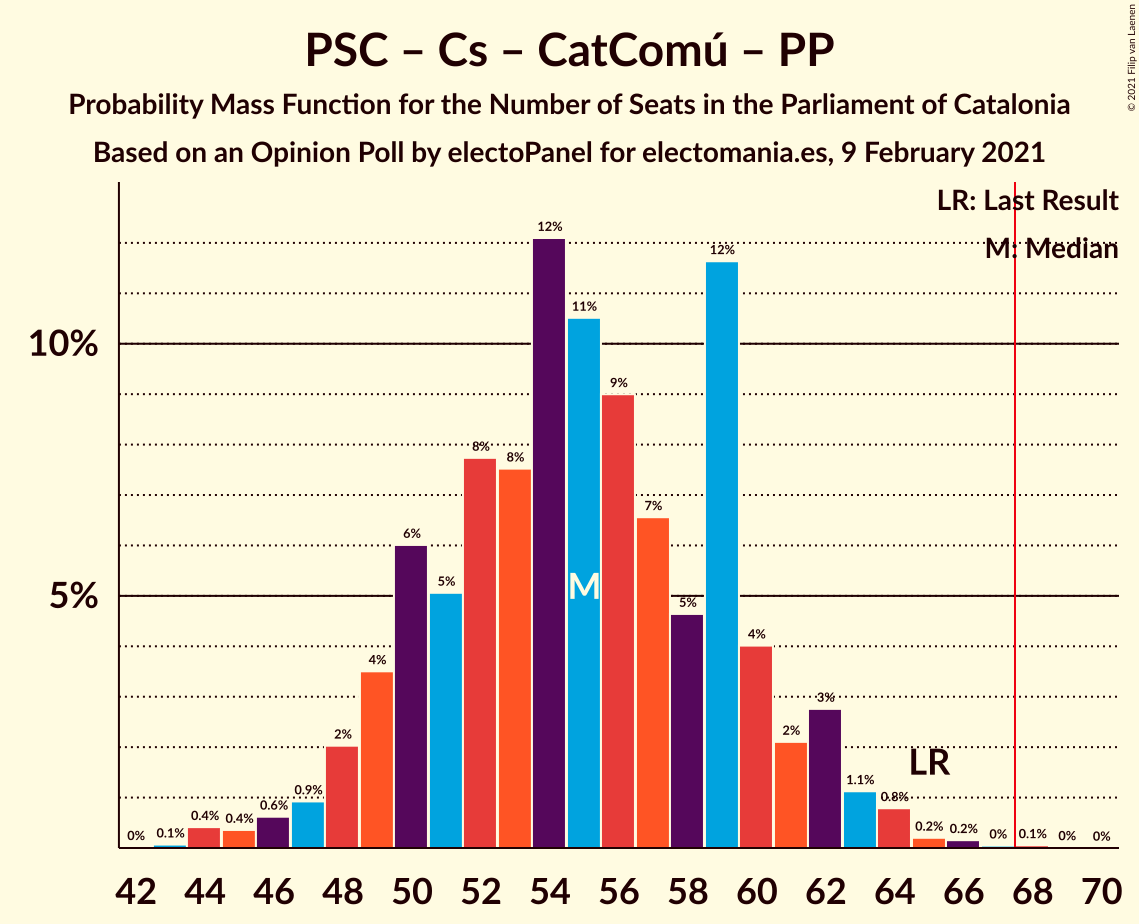 PSC – Cs – CatComú – PP
Probability Mass Function for the Number of Seats in the Parliament of Catalonia
Based on an Opinion Poll by electoPanel for electomania.es, 9 February 2021
© 2021 Filip van Laenen
LR: Last Result
M: Median
10%
5%
0% 0.1% 0.4% 0.4% 0.6% 0.9% 2% 4% 6% 5% 8% 8% 12% 11% 9% 7% 5% 12% 4% 2% 3% 1.1% 0.8% 0.2% 0.2% 0% 0.1% 0% 0%
M
LR
42 44 46 48 50 52 54 56 58 60 62 64 66 68 70